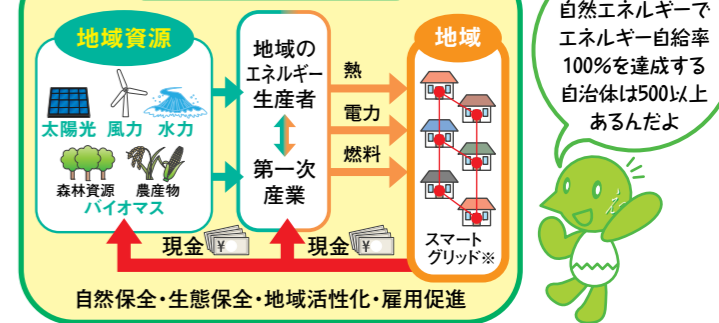 地域資源
太陽光 風力 水力
森林資源 農産物
バイオマス
地域の
エネルギー
生産者
第一次
産業
熱
電力
燃料
地域
スマート
グリッド※
現金 ¥
現金 ¥
自然保全・生態保全・地域活性化・雇用促進
自然エネルギーで
エネルギー自給率
100%を達成する
自治体は500以上
あるんだよ